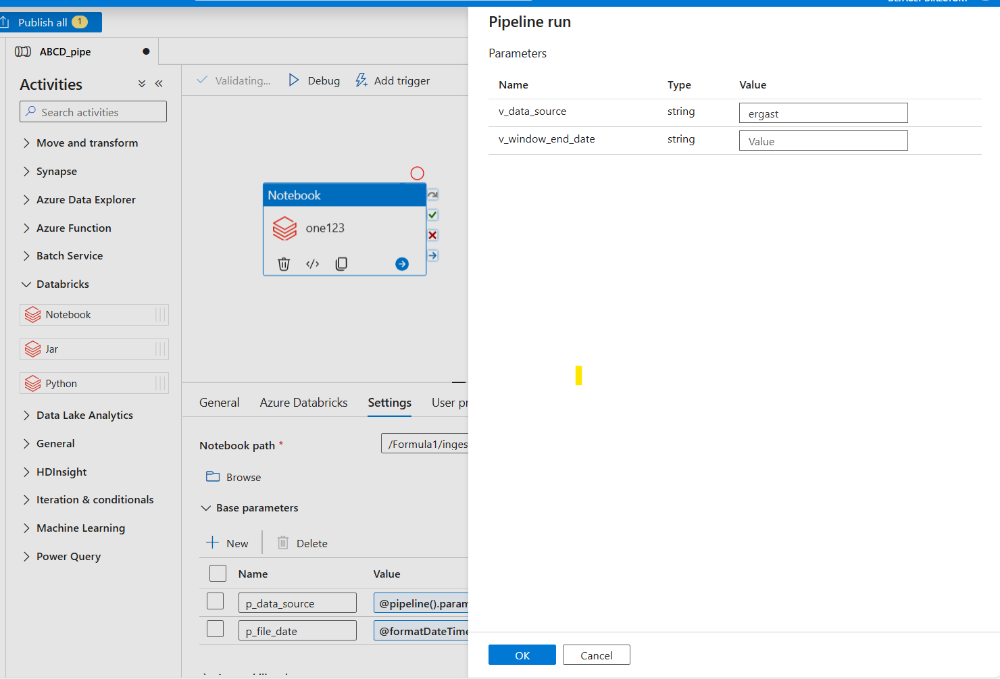 Publish all 1
ABCD_pipe
Activities
Search activities
Move and transform
Synapse
Azure Data Explorer
Azure Function
Batch Service
Databricks
Notebook
Jar
Python
Data Lake Analytics
General
HDInsight
Iteration & conditionals
Machine Learning
Power Query
Validating... Debug Add trigger
Notebook
one123
General Azure Databricks Settings User pr
Notebook path * /Formula1/inges
Browse
Base parameters
New Delete
Name Value
p_data_source @pipeline().param
p_file_date @formatDateTime
Pipeline run
Parameters
Name Type Value
v_data_source string ergast
v_window_end_date string Value
OK Cancel